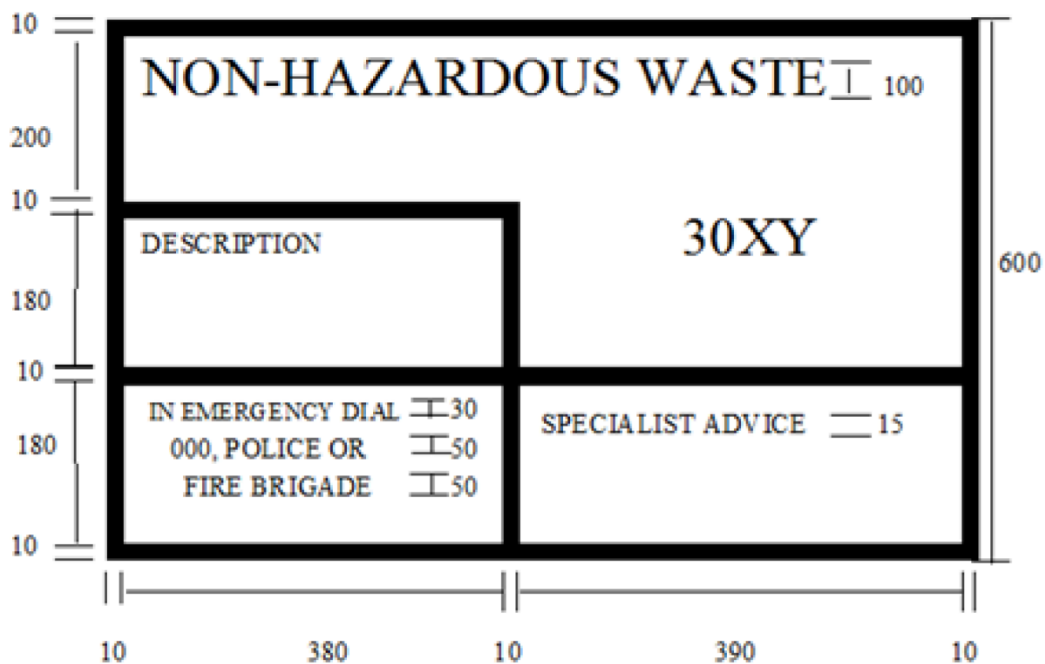 10
NON-HAZARDOUS WASTE 100
200
10
30XY
DESCRIPTION
600
180
10
IN EMERGENCY DIAL 30
SPECIALIST ADVICE 15
180
000, POLICE OR 50
FIRE BRIGADE 50
10
10 380 10 390 10